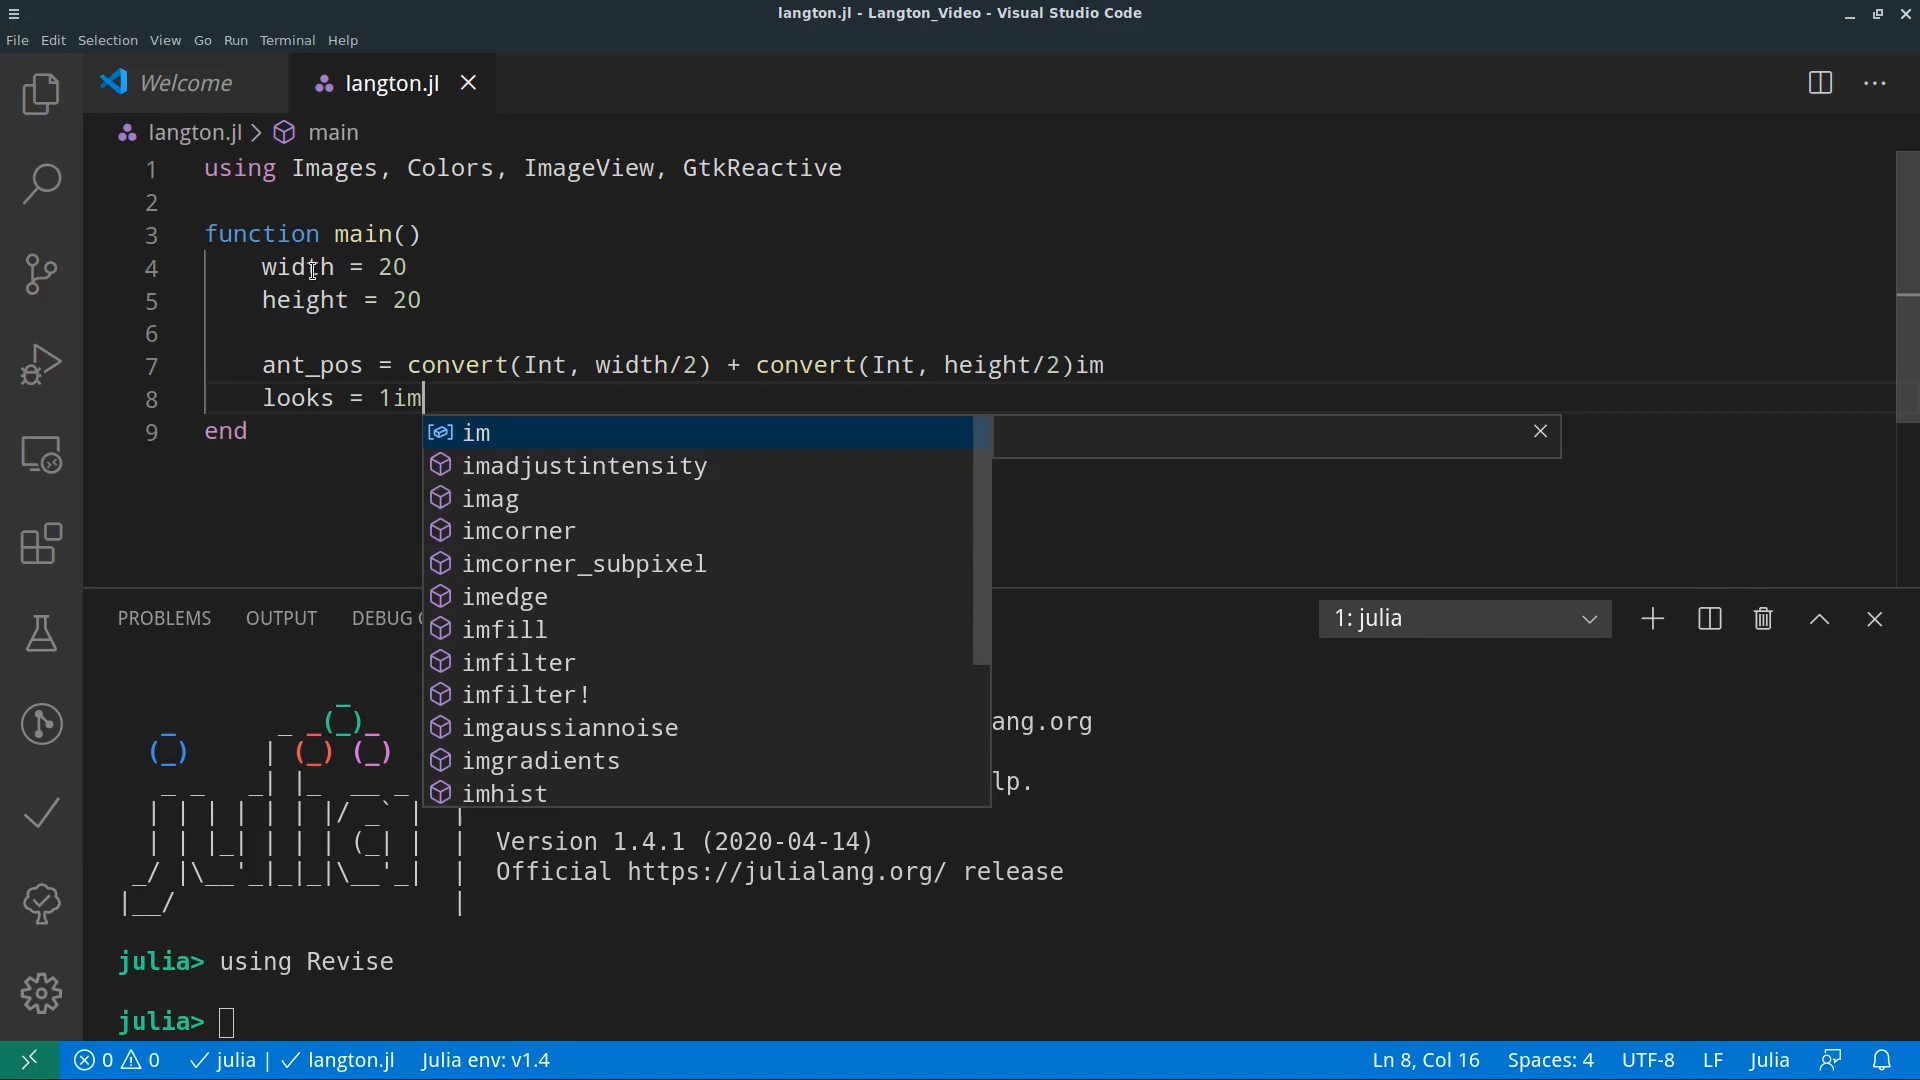 langton.jl - Langton_Video - Visual Studio Code
File Edit Selection View Go Run Terminal Help
Welcome langton.jl
langton.jl > main
1 using Images, Colors, ImageView, GtkReactive
2
3 function main()
4 width = 20
5 height = 20
6
7 ant_pos = convert(Int, width/2) + convert(Int, height/2)im
8 looks = 1im
9 end
im
imadjustintensity
imag
imcorner
imcorner_subpixel
imedge
imfill
imfilter
imfilter!
imgaussiannoise
imgradients
imhist
PROBLEMS OUTPUT DEBUG 1: julia
ang.org
lp.
Version 1.4.1 (2020-04-14)
Official https://julialang.org/ release
julia> using Revise
julia>
0 0 julia | langton.jl Julia env: v1.4 Ln 8, Col 16 Spaces: 4 UTF-8 LF Julia